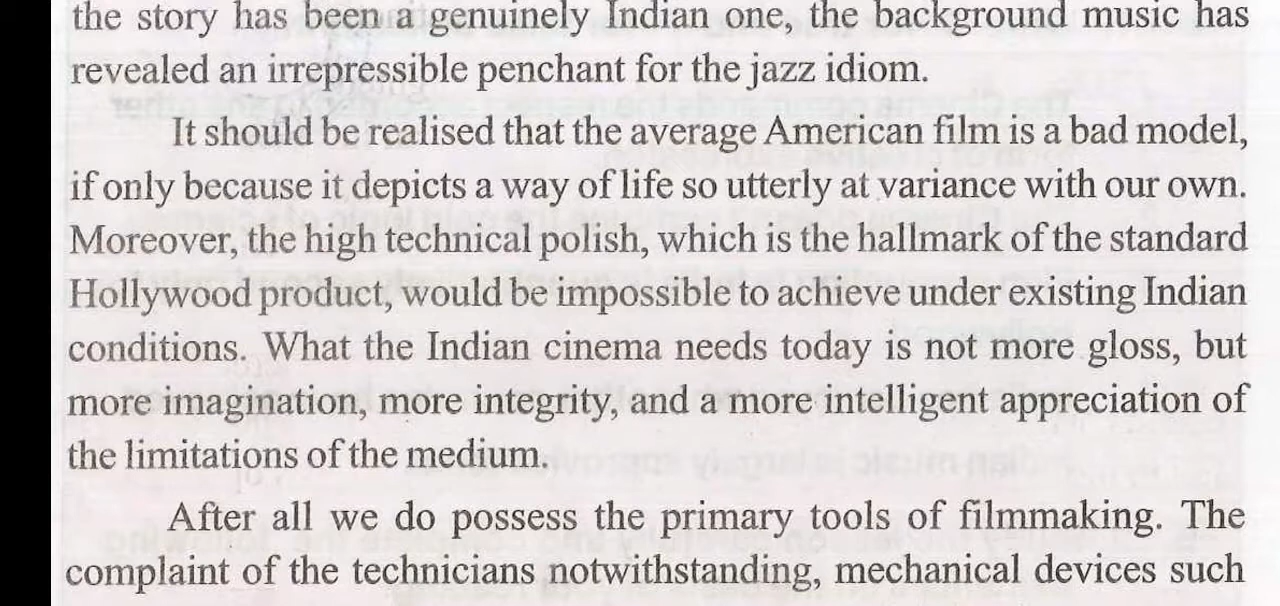 the story has been a genuinely Indian one, the background music has
revealed an irrepressible penchant for the jazz idiom.
It should be realised that the average American film is a bad model,
if only because it depicts a way of life so utterly at variance with our own.
Moreover, the high technical polish, which is the hallmark of the standard
Hollywood product, would be impossible to achieve under existing Indian
conditions. What the Indian cinema needs today is not more gloss, but
more imagination, more integrity, and a more intelligent appreciation of
the limitations of the medium.
After all we do possess the primary tools of filmmaking. The
complaint of the technicians notwithstanding, mechanical devices such